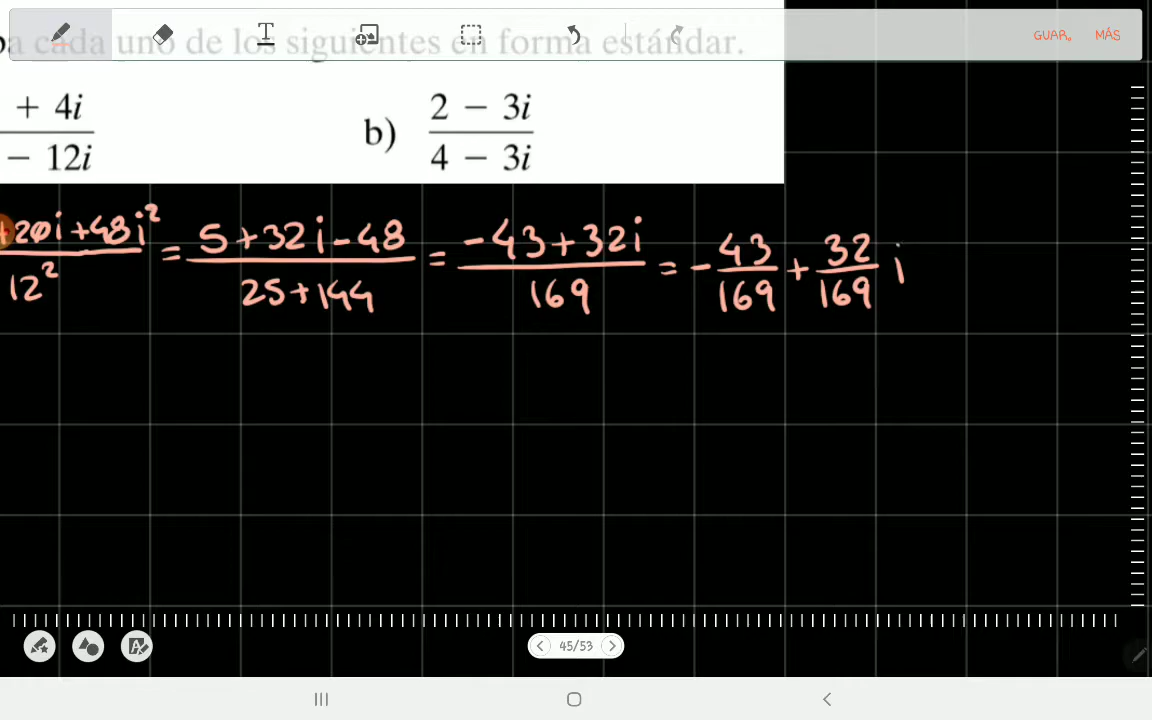 cada uno de los siguientes en forma estándar.
GUAR. MÁS
+ 4i
− 12i
b) 2 − 3i
4 − 3i
+20i+48i² = 5+32i-48 = -43+32i = - 43 + 32 i
12² 25+144 169 169 169
45/53